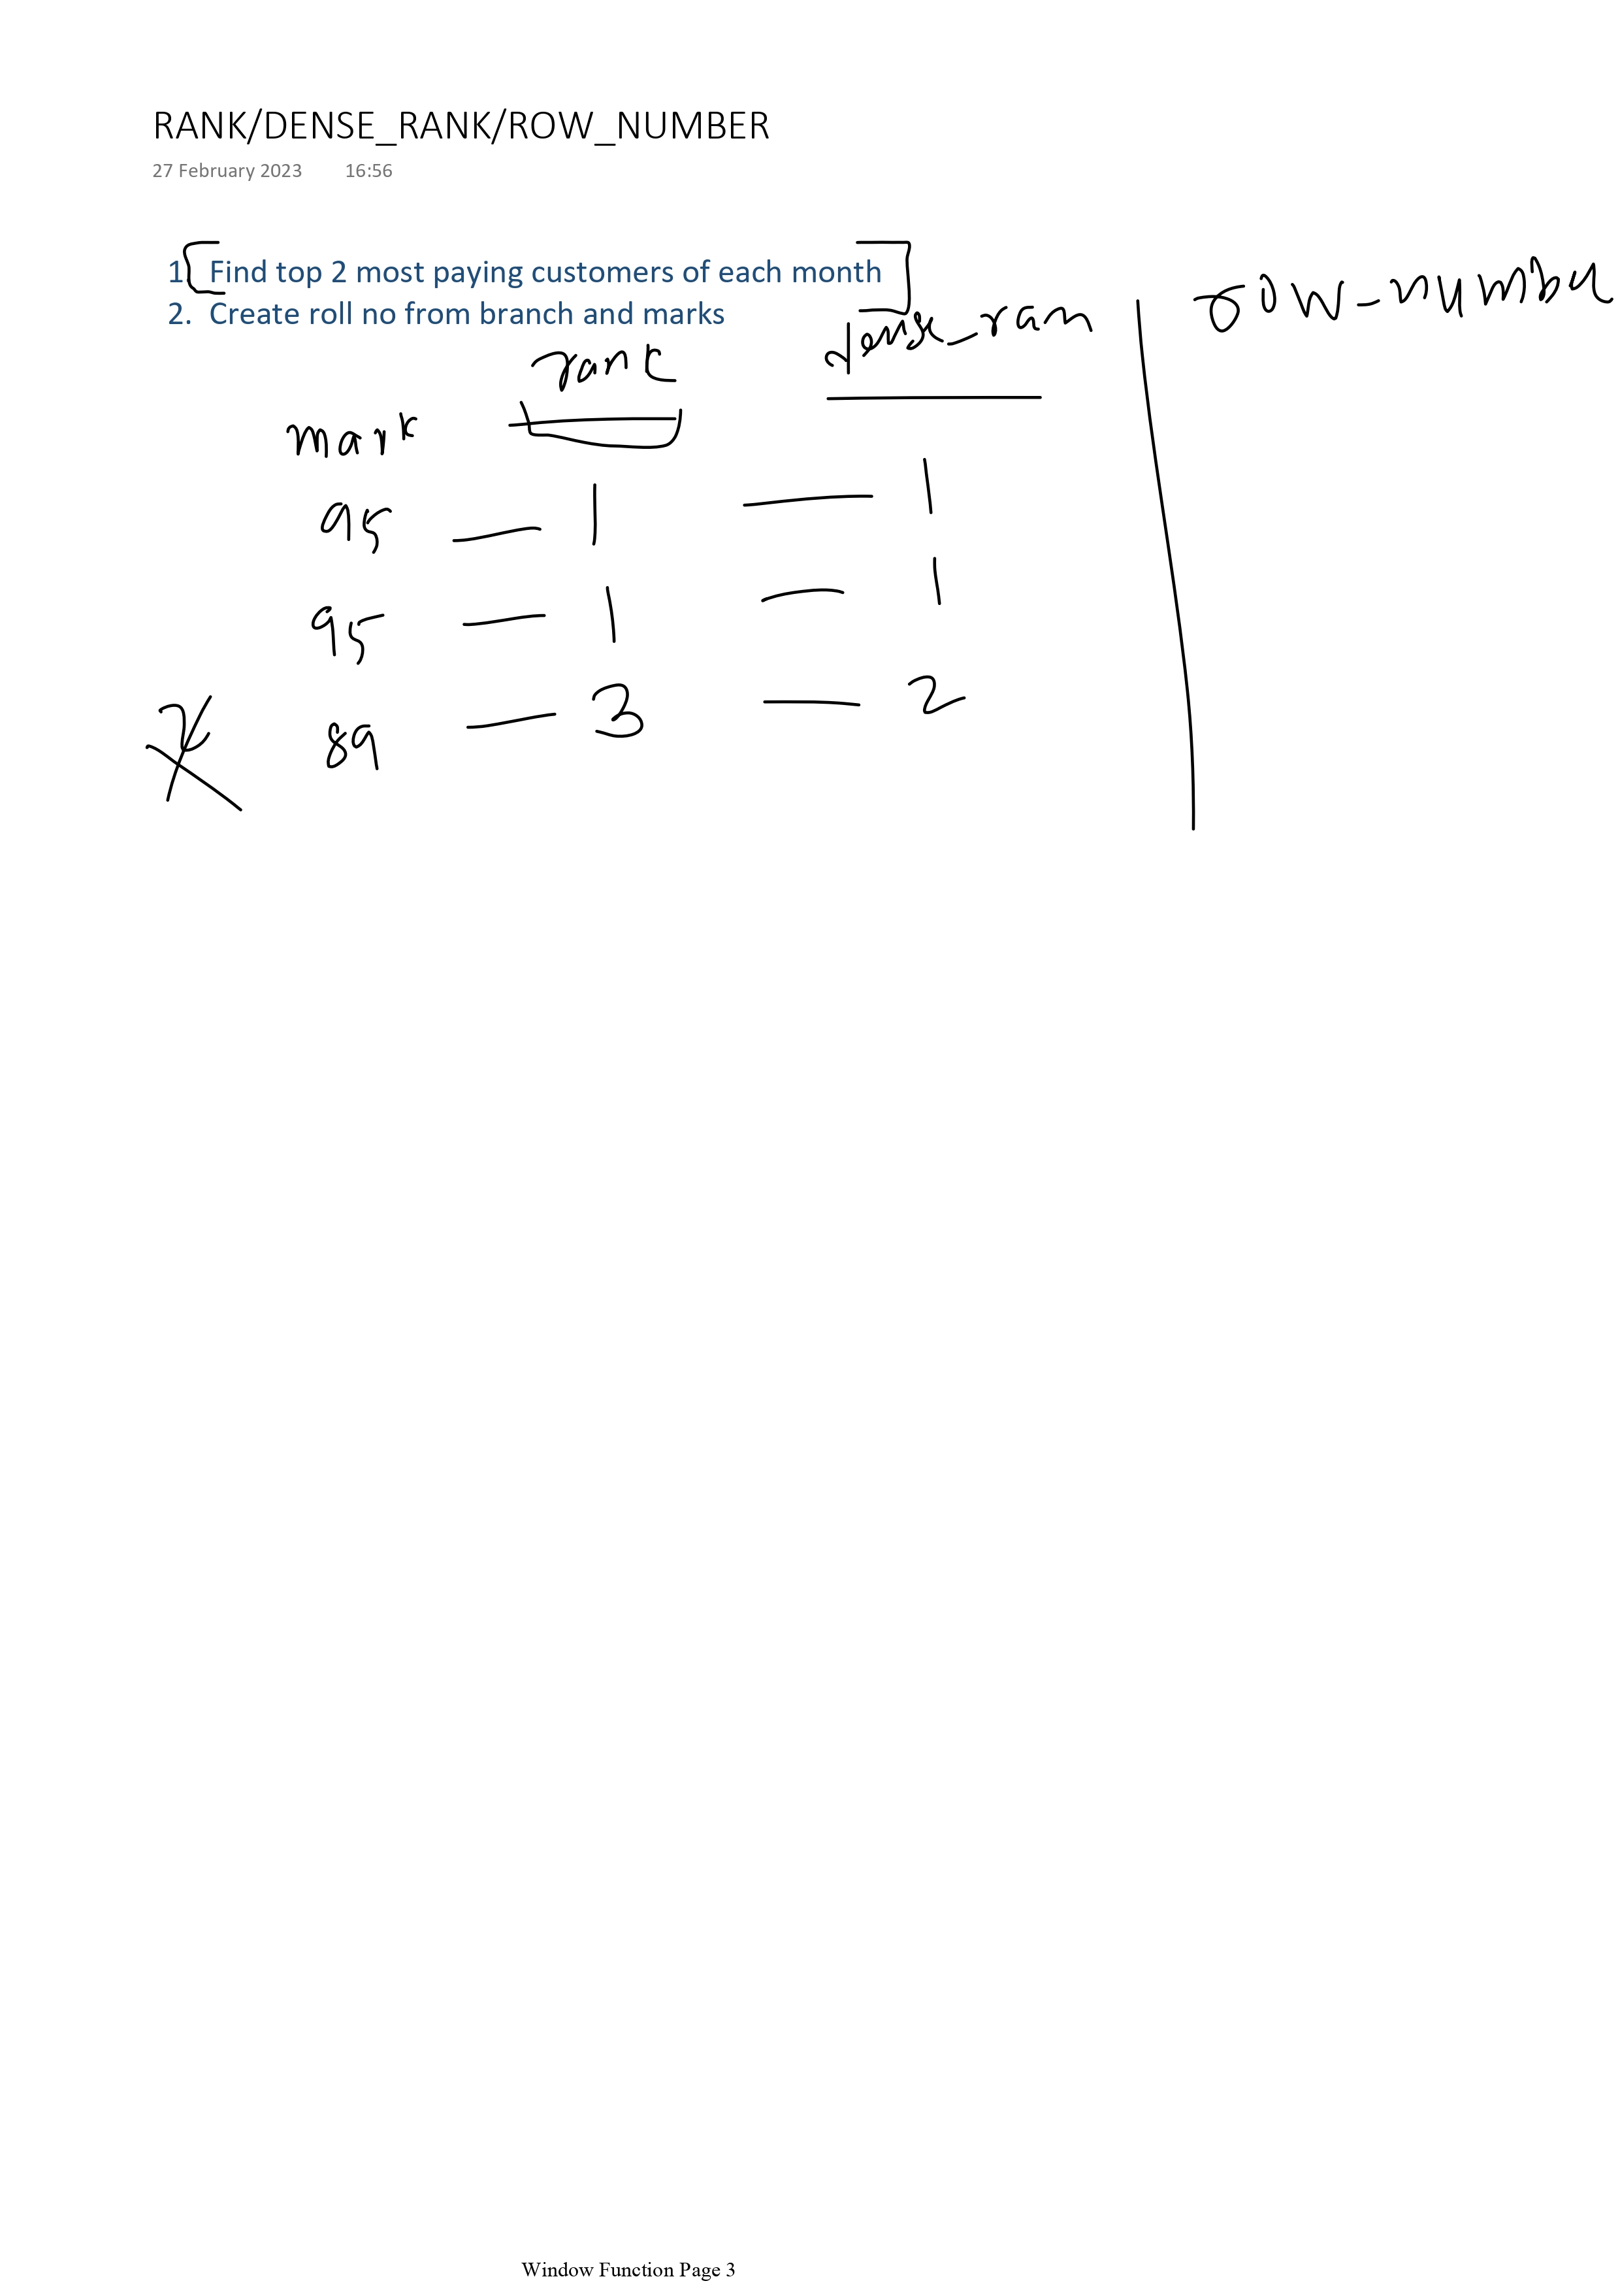 RANK/DENSE_RANK/ROW_NUMBER
27 February 2023 16:56
1. Find top 2 most paying customers of each month
2. Create roll no from branch and marks
mark rank dense_ran row_number
95 — 1 — 1
95 — 1 — 1
89 — 3 — 2
Window Function Page 3